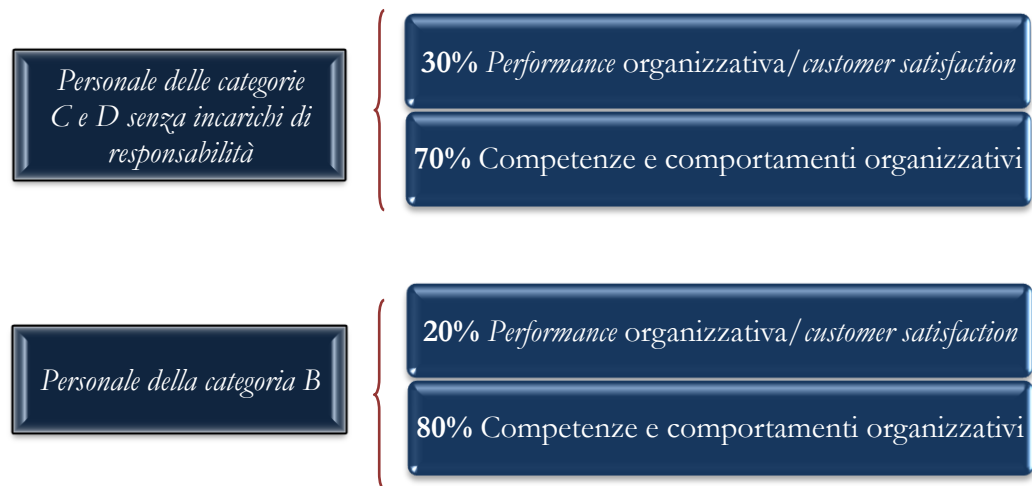 Personale delle categorie
C e D senza incarichi di
responsabilità
30% Performance organizzativa/customer satisfaction
70% Competenze e comportamenti organizzativi
Personale della categoria B
20% Performance organizzativa/customer satisfaction
80% Competenze e comportamenti organizzativi